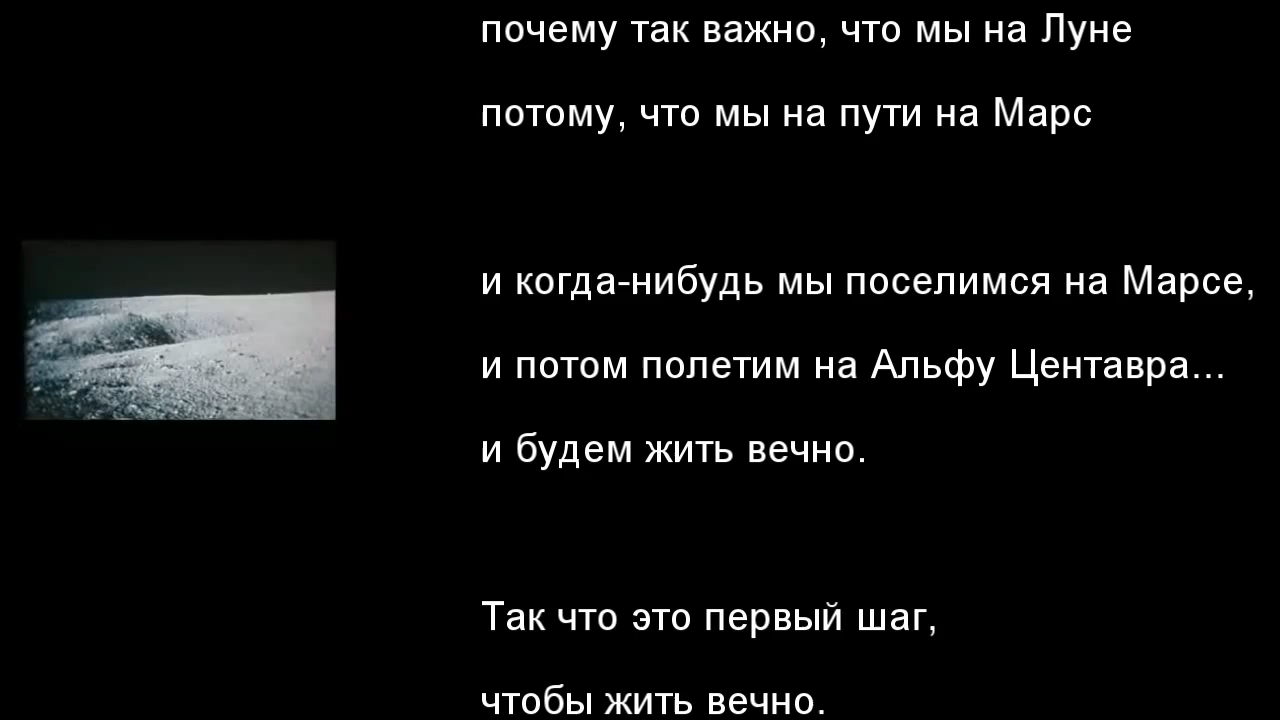 почему так важно, что мы на Луне
потому, что мы на пути на Марс
и когда-нибудь мы поселимся на Марсе,
и потом полетим на Альфу Центавра...
и будем жить вечно.
Так что это первый шаг,
чтобы жить вечно.